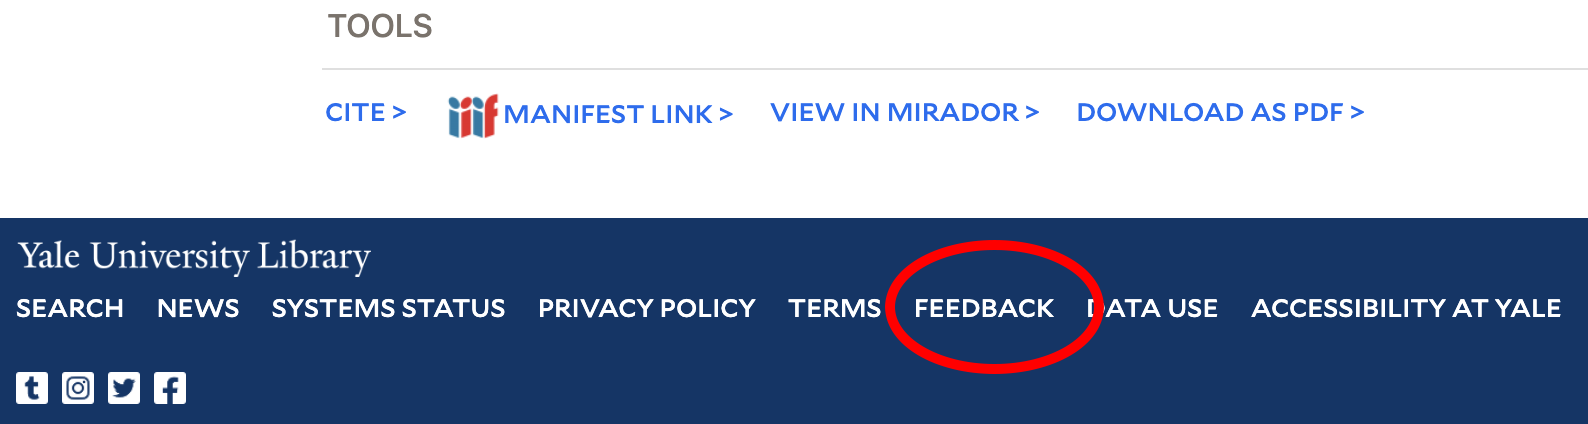 TOOLS
CITE > iiif MANIFEST LINK > VIEW IN MIRADOR > DOWNLOAD AS PDF >
Yale University Library
SEARCH NEWS SYSTEMS STATUS PRIVACY POLICY TERMS FEEDBACK DATA USE ACCESSIBILITY AT YALE